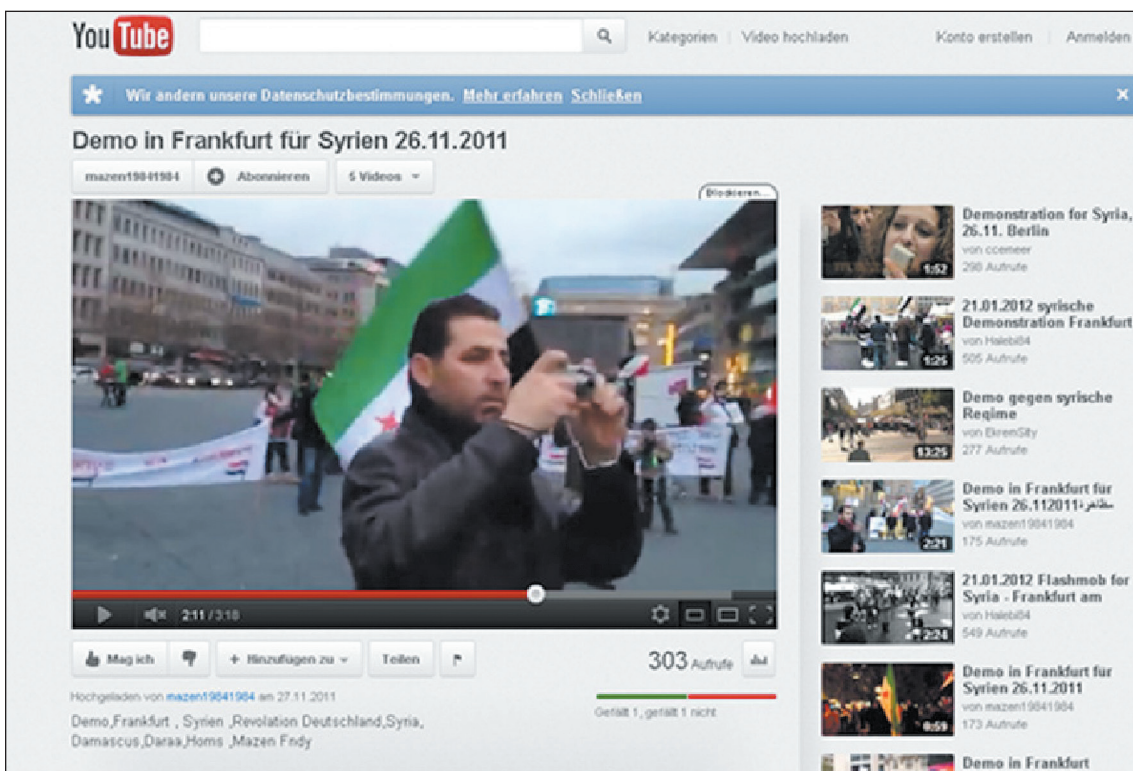 YouTube
Kategorien | Video hochladen
Konto erstellen | Anmelden
Wir andern unsere Datenschutzbestimmungen. Mehr erfahren Schließen
Demo in Frankfurt für Syrien 26.11.2011
mazen19841984
Abonnieren
5 Videos
Blockieren...
2:11 / 3:18
Mag ich
+ Hinzufügen zu
Teilen
303 Aufrufe
Hochgeladen von mazen19841984 am 27.11.2011
Gefällt 1, gefällt 1 nicht
Demo,Frankfurt , Syrien ,Revolation Deutschland,Syria,
Damascus,Daraa,Homs ,Mazen
1:52
Demonstration for Syria,
26.11. Berlin
von ccemeer
298 Aufrufe
1:25
21.01.2012 syrische
Demonstration Frankfurt
von Halebi84
505 Aufrufe
13:25
Demo gegen syrische
Regime
von EkremSity
277 Aufrufe
2:21
Demo in Frankfurt für
Syrien 26.112011مظاهرة
von mazen19841984
175 Aufrufe
2:24
21.01.2012 Flashmob for
Syria - Frankfurt am
von Halebi84
549 Aufrufe
8:59
Demo in Frankfurt für
Syrien 26.11.2011
von mazen19841984
173 Aufrufe
Demo in Frankfurt